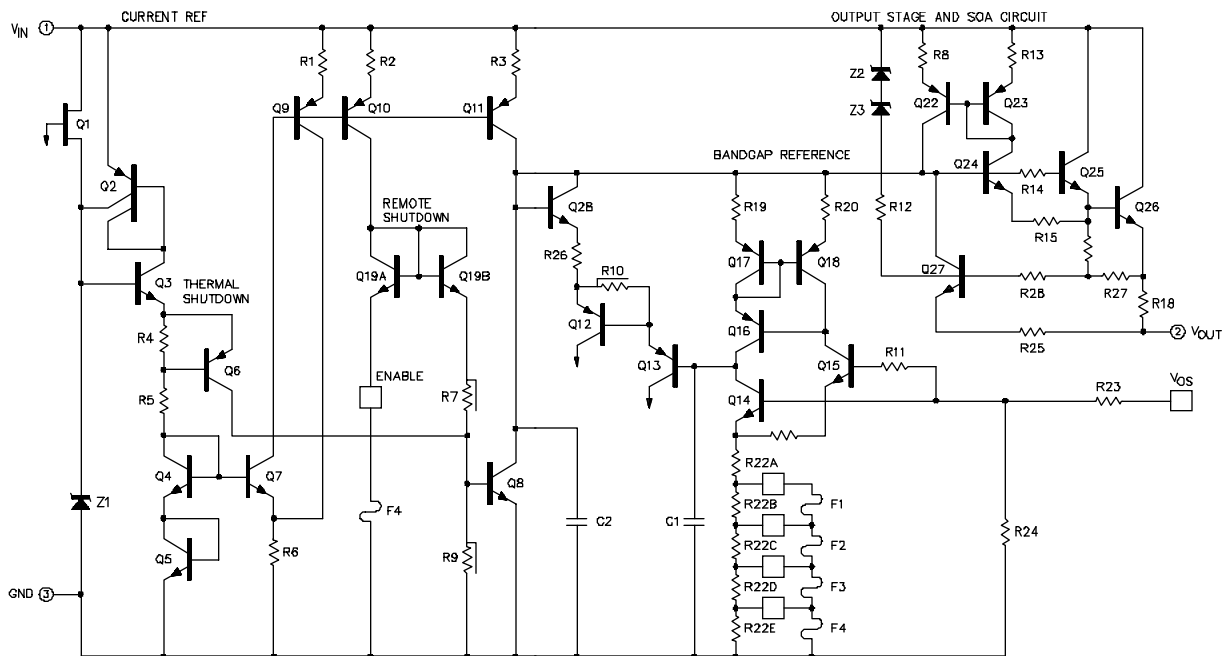 CURRENT REF
OUTPUT STAGE AND SOA CIRCUIT
VIN 1
R1
R2
R3
R8
R13
Z2
Z3
Q1
Q9
Q10
Q11
Q22
Q23
Q2
BANDGAP REFERENCE
Q24
Q25
R14
Q2B
R19
R20
R12
Q26
REMOTE
SHUTDOWN
R15
R26
Q17
Q18
Q3
THERMAL
SHUTDOWN
Q19A
Q19B
R10
Q27
R28
R27
R18
Q12
Q16
R4
2 VOUT
R25
Q6
ENABLE
Q13
Q15
R11
R5
R7
Q14
R23
VOS
Q4
Q7
Q8
R22A
Z1
F4
R22B
F1
C2
C1
R24
Q5
R6
R9
R22C
F2
R22D
F3
GND 3
R22E
F4